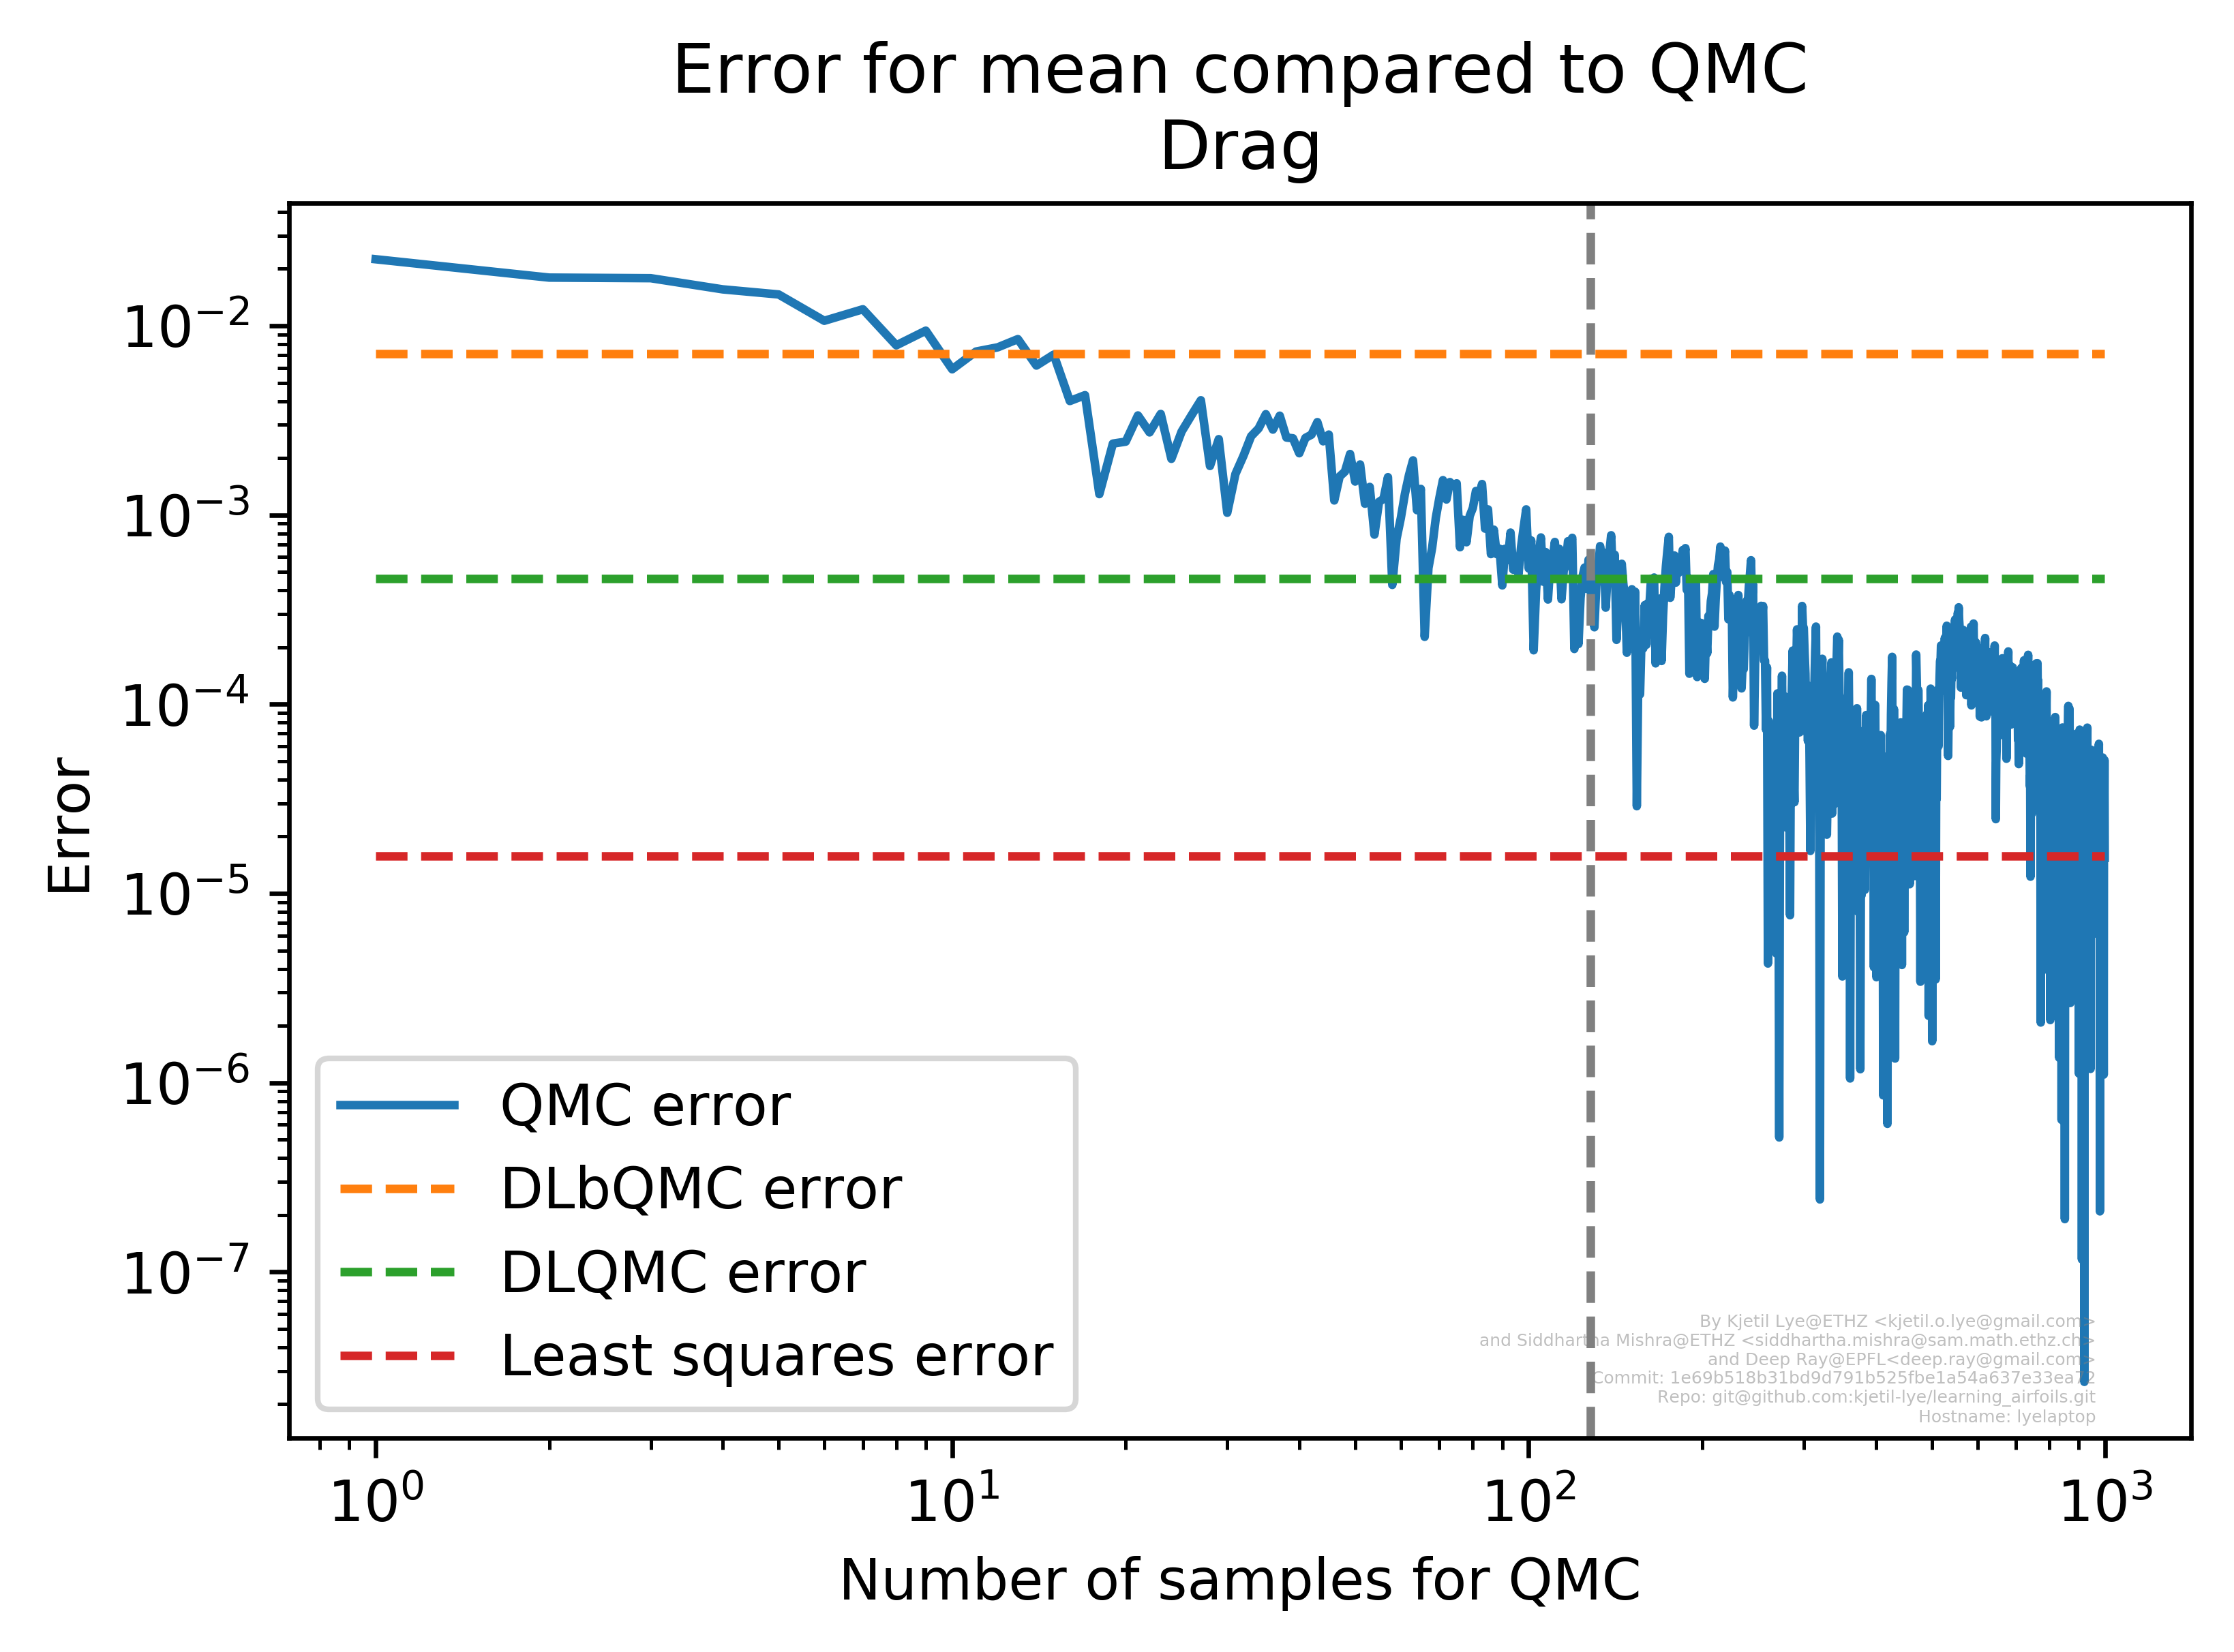 Error for mean compared to QMC
Drag
Error
10⁻²
10⁻³
10⁻⁴
10⁻⁵
10⁻⁶
10⁻⁷
QMC error
DLbQMC error
DLQMC error
Least squares error
By Kjetil Lye@ETHZ <kjetil.o.lye@gmail.com>
and Siddhartha Mishra@ETHZ <siddhartha.mishra@sam.math.ethz.ch>
and Deep Ray@EPFL<deep.ray@gmail.com>
Commit: 1e69b518b31bd9d791b525fbe1a54a637e33ea72
Repo: git@github.com:kjetil-lye/learning_airfoils.git
Hostname: lyelaptop
10⁰ 10¹ 10² 10³
Number of samples for QMC